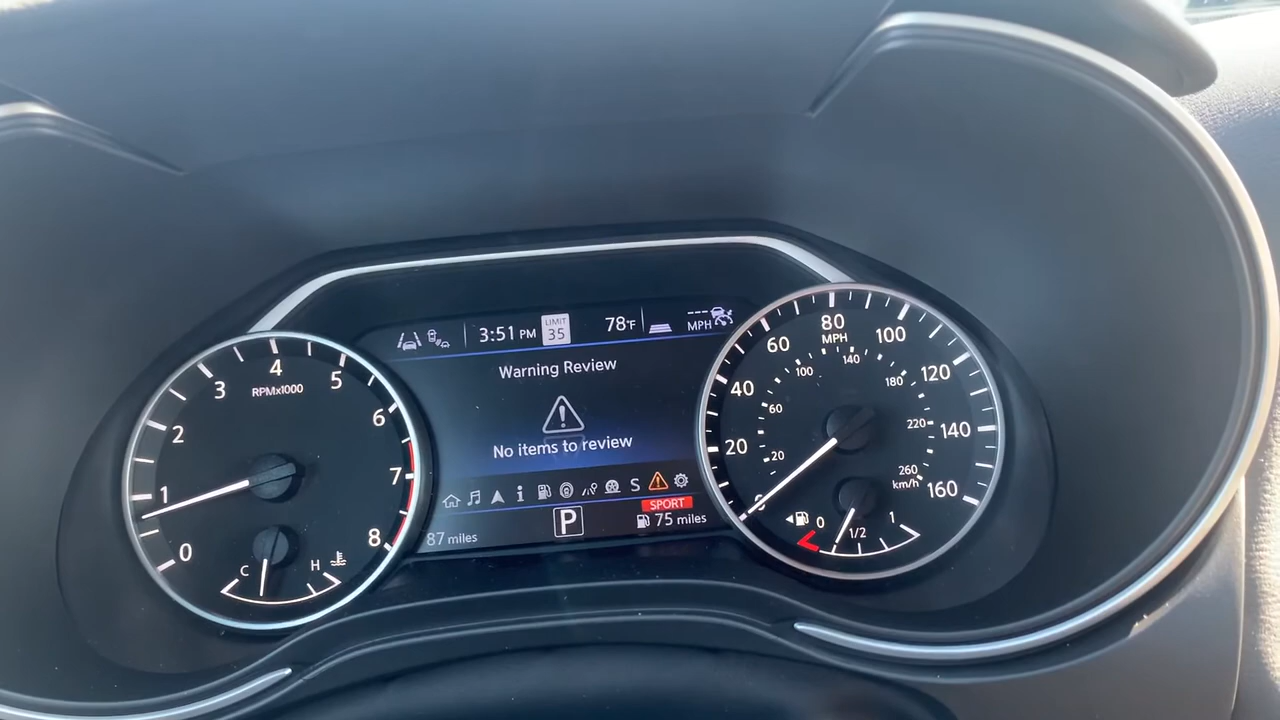 3:51 PM
LIMIT
35
78°F
---
MPH
Warning Review
No items to review
i
S
SPORT
87 miles
P
75 miles
0
1
2
3
4
5
6
7
8
RPMx1000
C
H
0
20
40
60
80
100
120
140
160
MPH
20
60
100
140
180
220
260
km/h
0
1/2
1